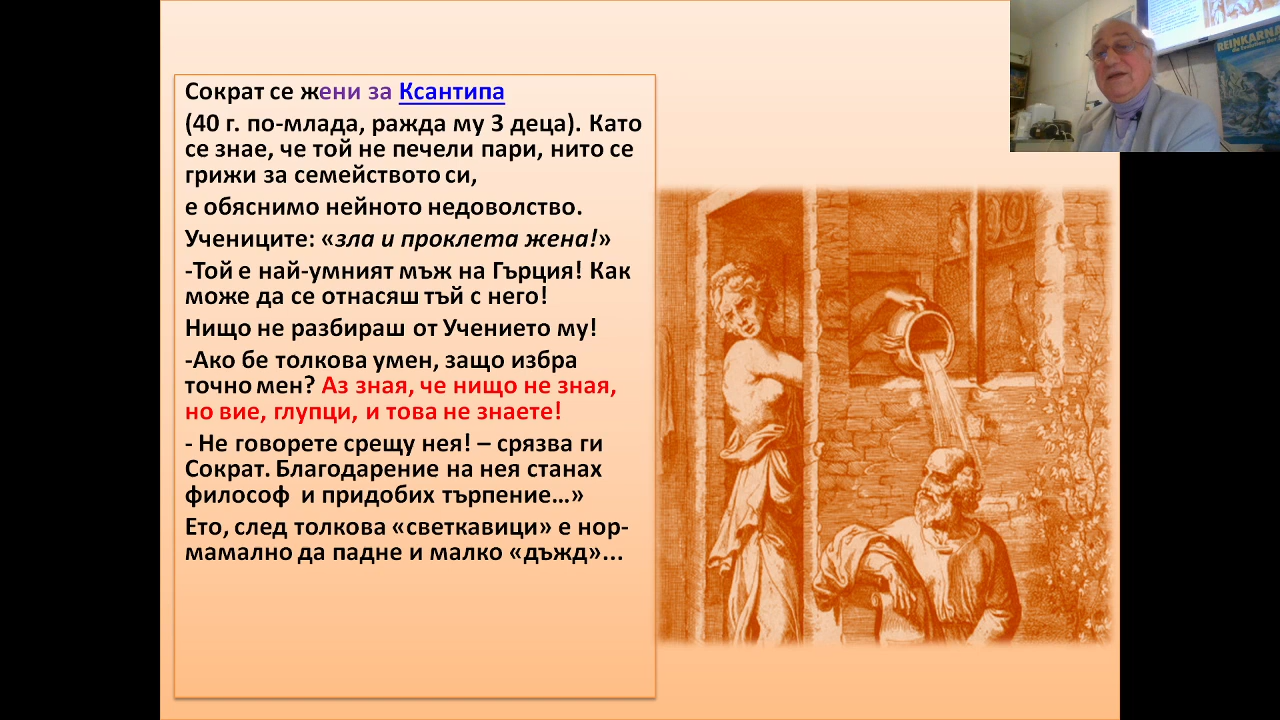 Сократ се жени за Ксантипа
(40 г. по-млада, ражда му 3 деца). Като
се знае, че той не печели пари, нито се
грижи за семейството си,
е обяснимо нейното недоволство.
Учениците: «зла и проклета жена!»
-Той е най-умният мъж на Гърция! Как
може да се отнасяш тъй с него!
Нищо не разбираш от Учението му!
-Ако бе толкова умен, защо избра
точно мен? Аз зная, че нищо не зная,
но вие, глупци, и това не знаете!
- Не говорете срещу нея! – срязва ги
Сократ. Благодарение на нея станах
философ и придобих търпение…»
Ето, след толкова «светкавици» е нор-
мамално да падне и малко «дъжд»...
REINKARNA